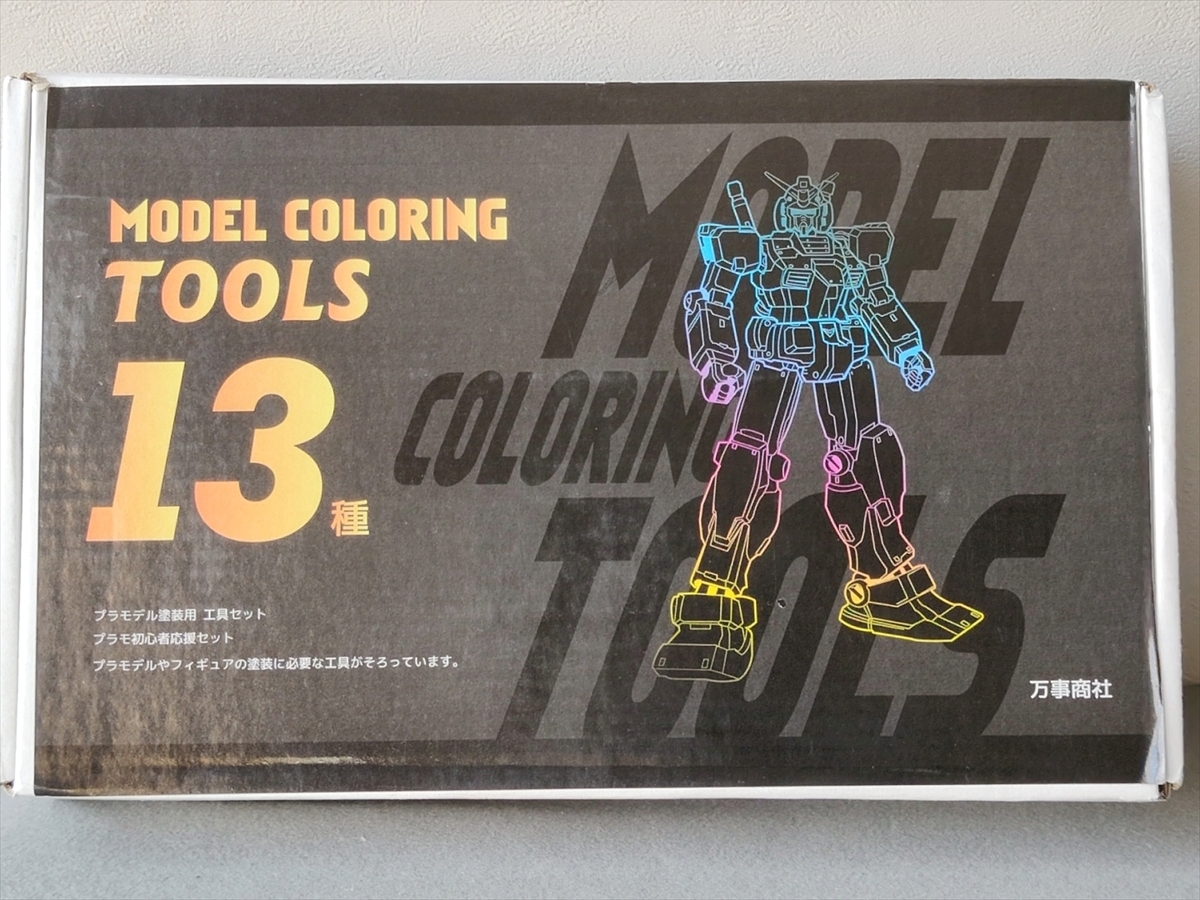 MODEL COLORING
TOOLS
13種
プラモデル塗装用 工具セット
プラモ初心者応援セット
プラモデルやフィギュアの塗装に必要な工具がそろっています。
MODEL
COLORING
TOOLS
万事商社